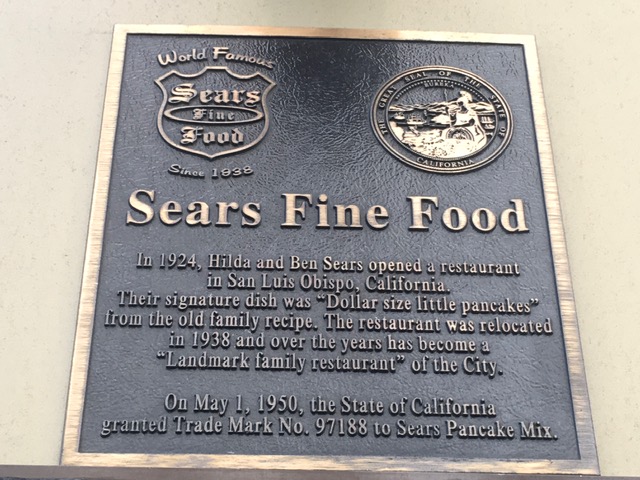 World Famous
Sears
Fine
Food
Since 1938
THE GREAT SEAL OF THE STATE OF CALIFORNIA
EUREKA
Sears Fine Food
In 1924, Hilda and Ben Sears opened a restaurant
in San Luis Obispo, California.
Their signature dish was “Dollar size little pancakes”
from the old family recipe. The restaurant was relocated
in 1938 and over the years has become a
“Landmark family restaurant” of the City.
On May 1, 1950, the State of California
granted Trade Mark No. 97188 to Sears Pancake Mix.